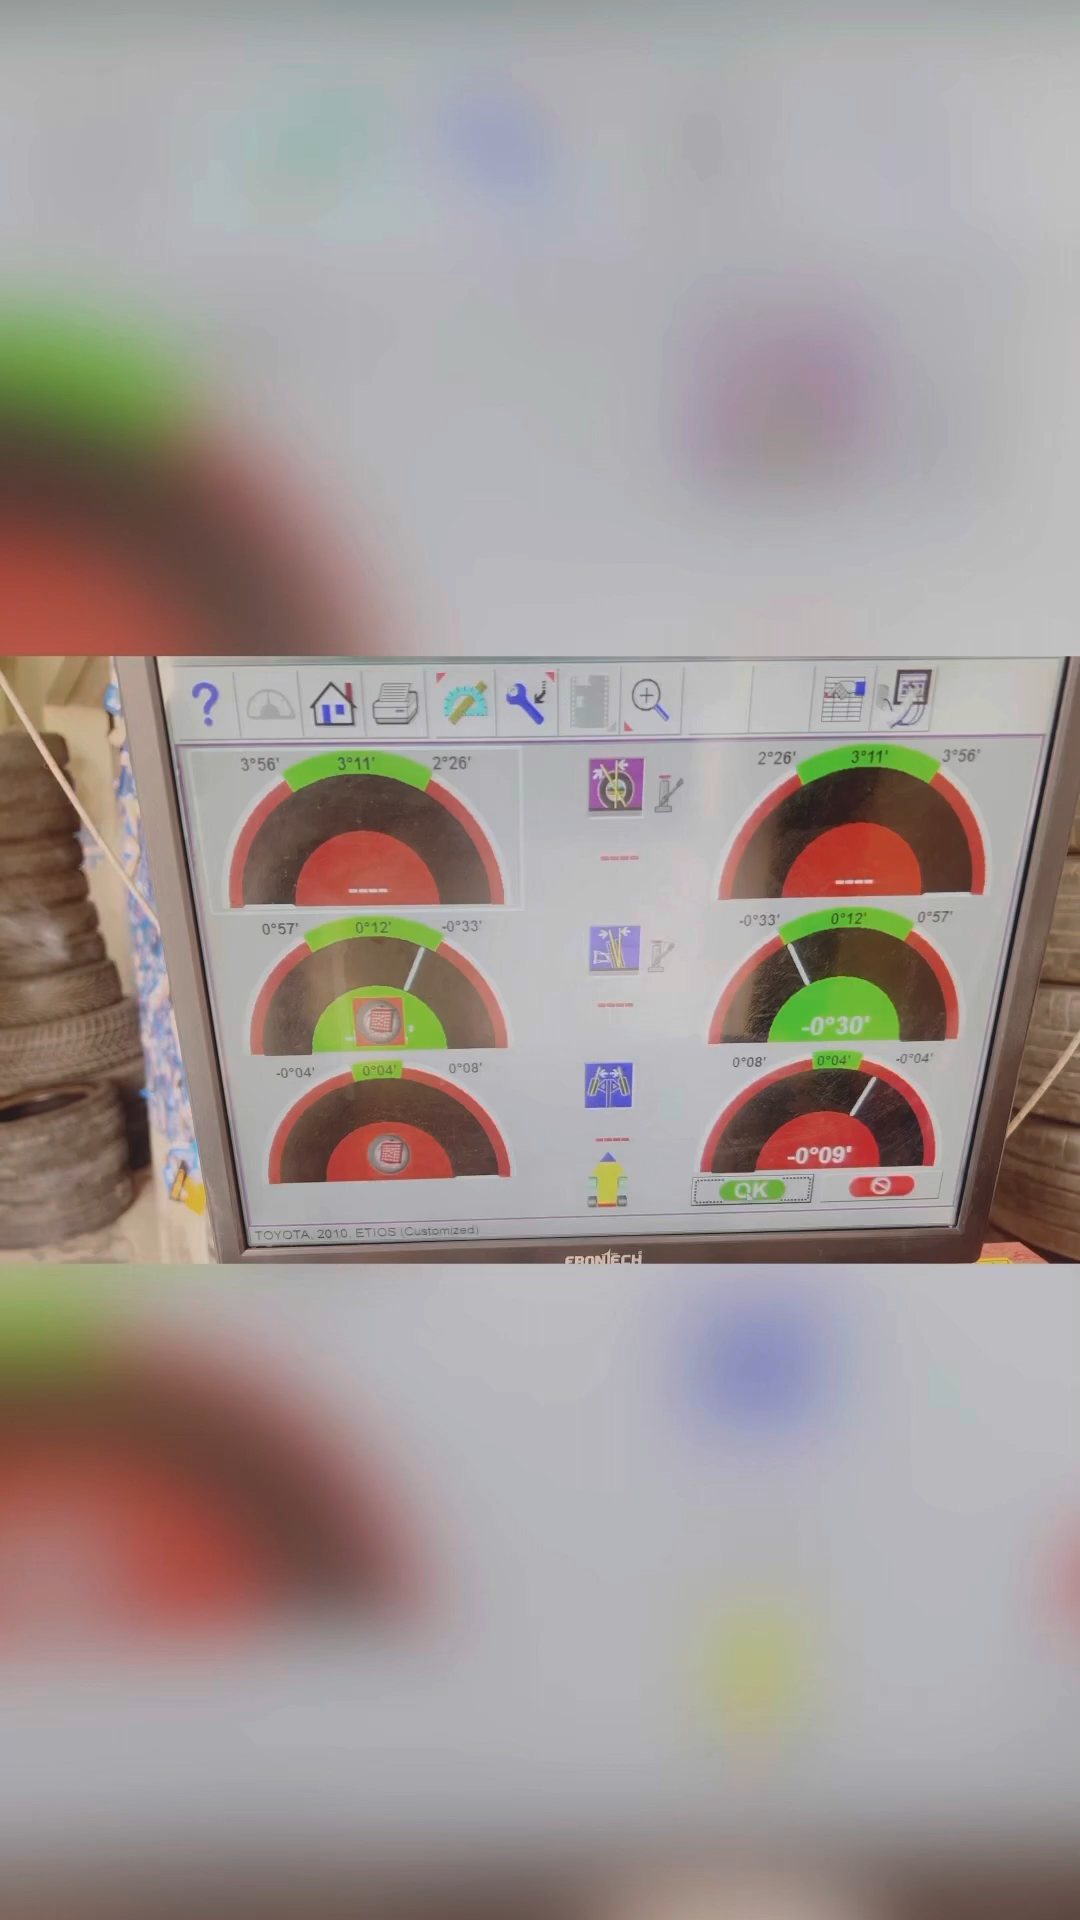 ?
3°56' 3°11' 2°26' 2°26' 3°11' 3°56'
---- ---- ----
0°57' 0°12' -0°33' -0°33' 0°12' 0°57'
---- -0°30'
-0°04' 0°04' 0°08' 0°08' 0°04' -0°04'
---- -0°09'
OK
TOYOTA, 2010, ETIOS (Customized)